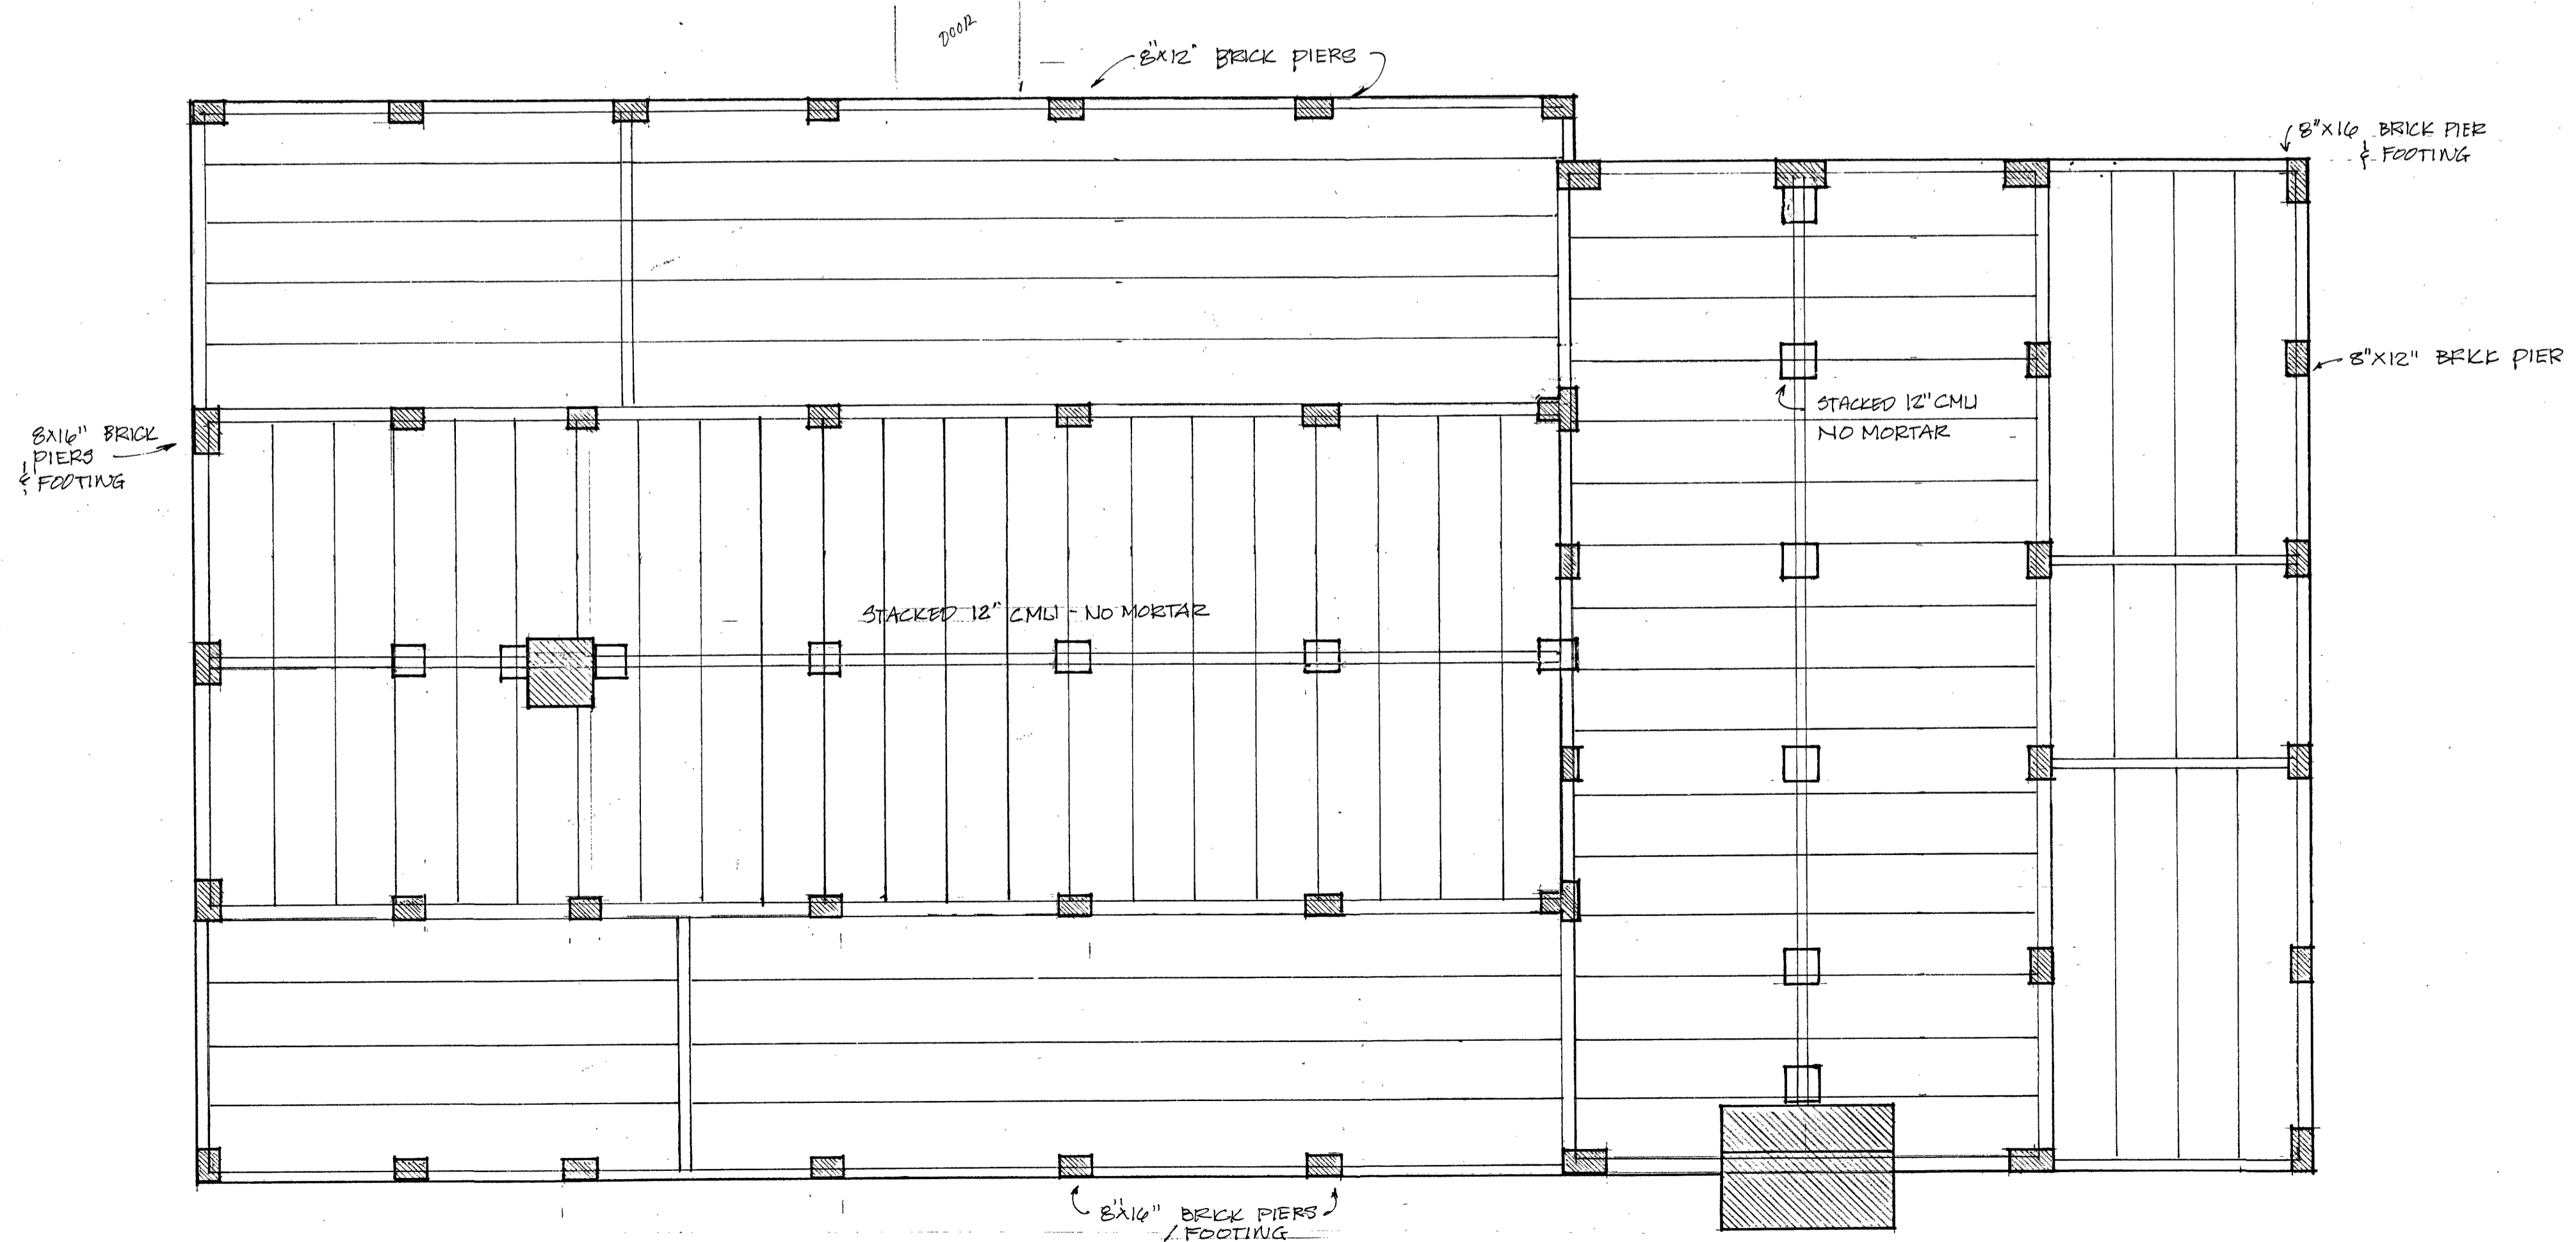 DOOR
8"X12" BRICK PIERS
8"X16 BRICK PIER
& FOOTING
8"X12" BRICK PIER
STACKED 12" CMU
NO MORTAR
8X16" BRICK
PIERS
& FOOTING
STACKED 12" CMU - NO MORTAR
8"X16" BRICK PIERS
/ FOOTING